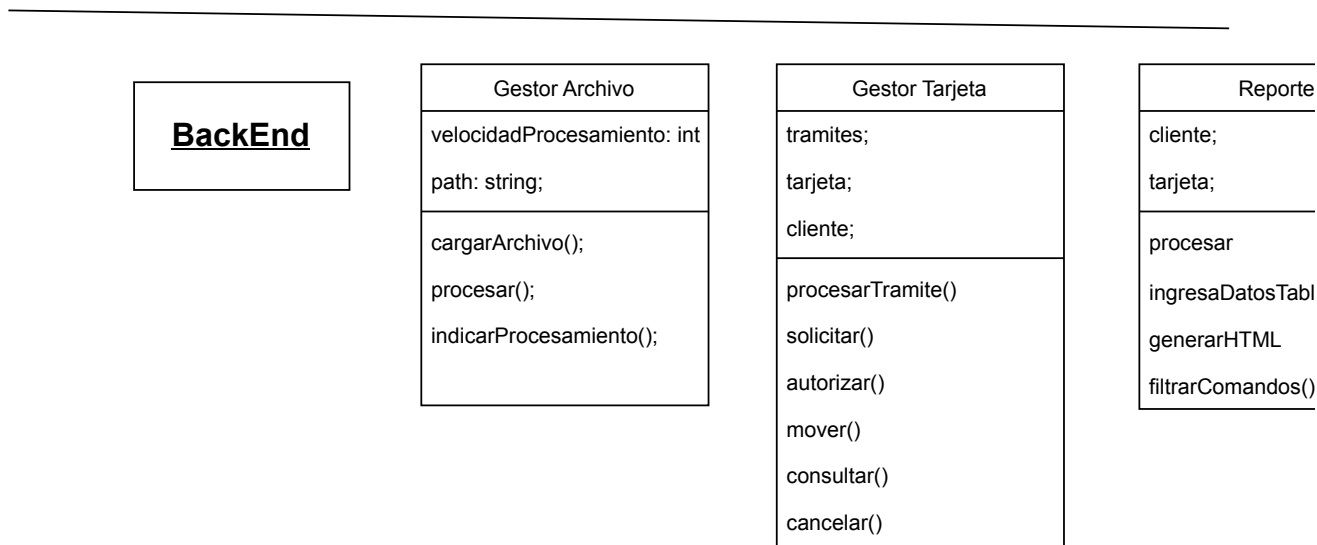 BackEnd
Gestor Archivo
velocidadProcesamiento: int
path: string;
cargarArchivo();
procesar();
indicarProcesamiento();
Gestor Tarjeta
tramites;
tarjeta;
cliente;
procesarTramite()
solicitar()
autorizar()
mover()
consultar()
cancelar()
Reporte
cliente;
tarjeta;
procesar
ingresaDatosTabl
generarHTML
filtrarComandos()